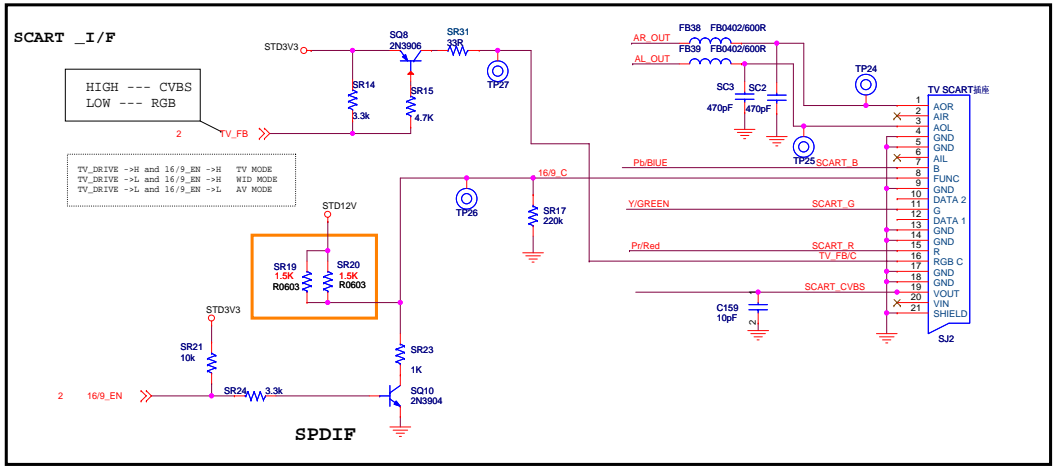 SCART _I/F
HIGH --- CVBS
LOW --- RGB
2 TV_FB
TV_DRIVE ->H and 16/9_EN ->H TV MODE
TV_DRIVE ->L and 16/9_EN ->H WID MODE
TV_DRIVE ->L and 16/9_EN ->L AV MODE
STD3V3
SQ8
2N3906
SR31
33R
TP27
SR14
3.3k
SR15
4.7K
AR_OUT
AL_OUT
FB38 FB0402/600R
FB39 FB0402/600R
SC3
470pF
SC2
470pF
TP24
TP25
TV SCART插座
1 AOR
2 AIR
3 AOL
4 GND
5 GND
6 AIL
7 B
8 FUNC
9 GND
10 DATA 2
11 G
12 DATA 1
13 GND
14 GND
15 R
16 RGB C
17 GND
18 GND
19 VOUT
20 VIN
21 SHIELD
SJ2
Pb/BlUE SCART_B
16/9_C
TP26
SR17
220k
Y/GREEN SCART_G
Pr/Red SCART_R
TV_FB/C
SCART_CVBS
C159
10pF
1
2
STD12V
SR19
1.5K
R0603
SR20
1.5K
R0603
STD3V3
SR21
10k
SR23
1K
2 16/9_EN
SR24 3.3k
SQ10
2N3904
SPDIF